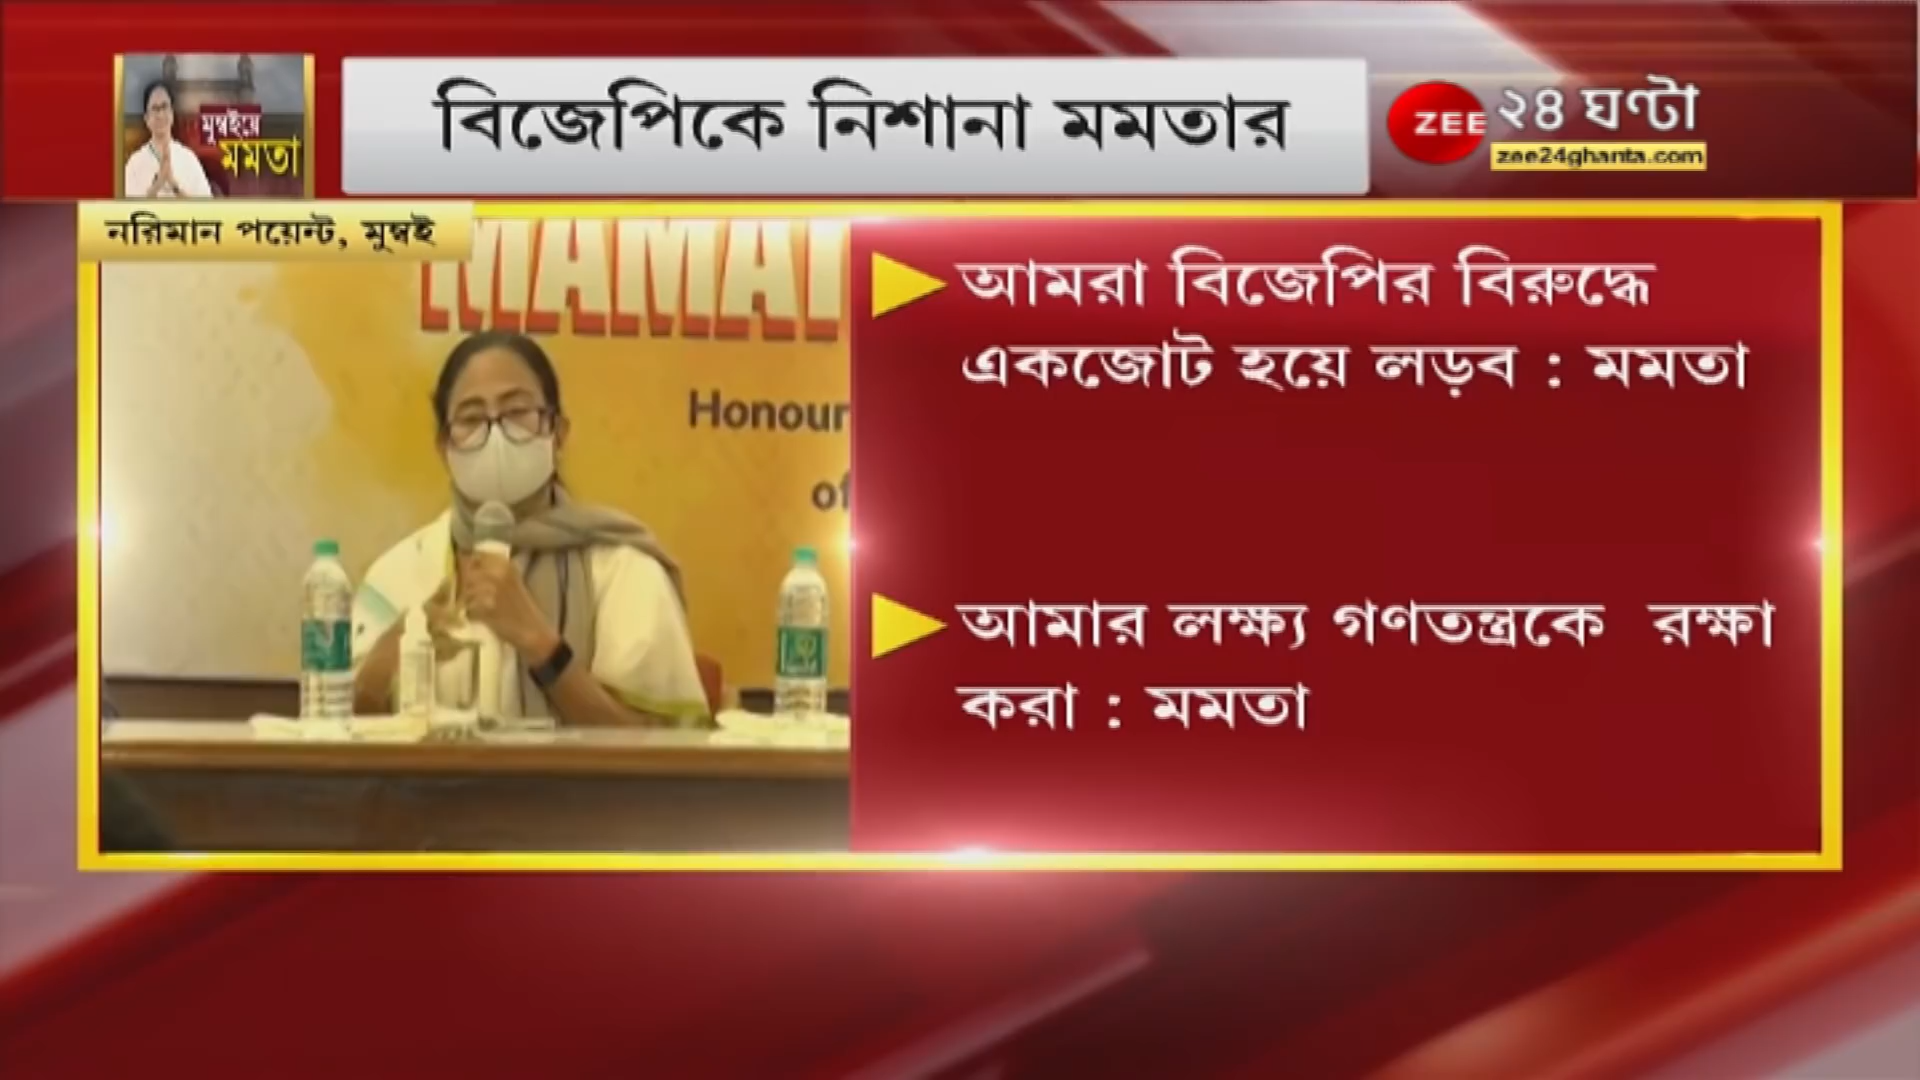 মুম্বইয়ে
মমতা
বিজেপিকে নিশানা মমতার
ZEE ২৪ ঘণ্টা
zee24ghanta.com
নরিমান পয়েন্ট, মুম্বই
Honour
of
আমরা বিজেপির বিরুদ্ধে
একজোট হয়ে লড়ব : মমতা
আমার লক্ষ্য গণতন্ত্রকে রক্ষা
করা : মমতা